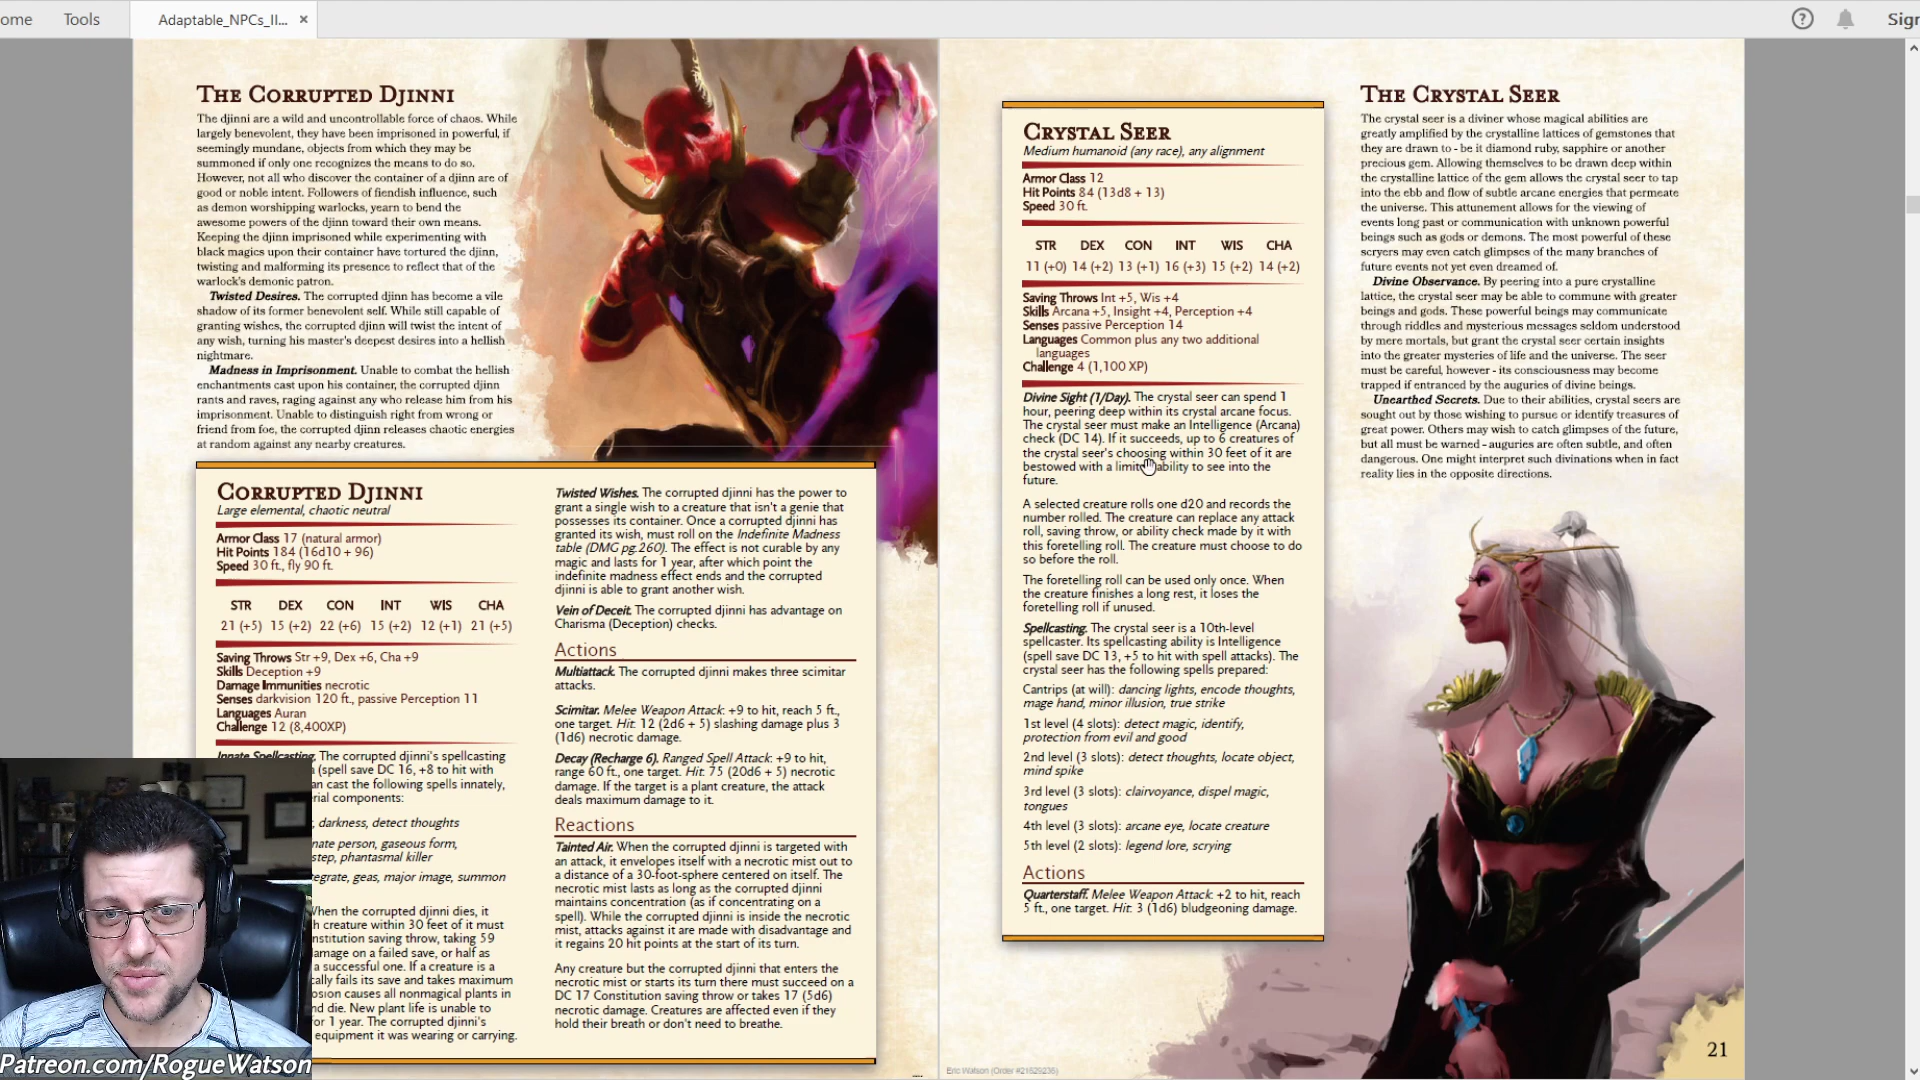 ome
Tools
Adaptable_NPCs_II...
Sign
The Corrupted Djinni
The djinni are a wild and uncontrollable force of chaos. While
largely benevolent, they have been imprisoned in powerful, if
seemingly mundane, objects from which they may be
summoned if only one recognizes the means to do so.
However, not all who discover the container of a djinn are of
good or noble intent. Followers of fiendish influence, such
as demon worshipping warlocks, yearn to bend the
awesome powers of the djinn toward their own means.
Keeping the djinn imprisoned while experimenting with
black magics upon their container have tortured the djinn,
twisting and malforming its presence to reflect that of the
warlock's demonic patron.
Twisted Desires. The corrupted djinn has become a vile
shadow of its former benevolent self. While still capable of
granting wishes, the corrupted djinn will twist the intent of
any wish, turning his master's deepest desires into a hellish
nightmare.
Madness in Imprisonment. Unable to combat the hellish
enchantments cast upon his container, the corrupted djinn
rants and raves, raging against any who release him from his
imprisonment. Unable to distinguish right from wrong or
friend from foe, the corrupted djinn releases chaotic energies
at random against any nearby creatures.
Corrupted Djinni
Large elemental, chaotic neutral
Armor Class 17 (natural armor)
Hit Points 184 (16d10 + 96)
Speed 30 ft., fly 90 ft.
STR DEX CON INT WIS CHA
21 (+5) 15 (+2) 22 (+6) 15 (+2) 12 (+1) 21 (+5)
Saving Throws Str +9, Dex +6, Cha +9
Skills Deception +9
Damage Immunities necrotic
Senses darkvision 120 ft., passive Perception 11
Languages Auran
Challenge 12 (8,400XP)
Innate Spellcasting. The corrupted djinni's spellcasting
(spell save DC 16, +8 to hit with
an cast the following spells innately,
rial components:
, darkness, detect thoughts
nate person, gaseous form,
step, phantasmal killer
egrate, geas, major image, summon
When the corrupted djinni dies, it
h creature within 30 feet of it must
nstitution saving throw, taking 59
amage on a failed save, or half as
a successful one. If a creature is a
cally fails its save and takes maximum
osion causes all nonmagical plants in
nd die. New plant life is unable to
or 1 year. The corrupted djinni's
equipment it was wearing or carrying.
Twisted Wishes. The corrupted djinni has the power to
grant a single wish to a creature that isn't a genie that
possesses its container. Once a corrupted djinni has
granted its wish, must roll on the Indefinite Madness
table (DMG pg.260). The effect is not curable by any
magic and lasts for 1 year, after which point the
indefinite madness effect ends and the corrupted
djinni is able to grant another wish.
Vein of Deceit. The corrupted djinni has advantage on
Charisma (Deception) checks.
Actions
Multiattack. The corrupted djinni makes three scimitar
attacks.
Scimitar. Melee Weapon Attack: +9 to hit, reach 5 ft.,
one target. Hit: 12 (2d6 + 5) slashing damage plus 3
(1d6) necrotic damage.
Decay (Recharge 6). Ranged Spell Attack: +9 to hit,
range 60 ft., one target. Hit: 75 (20d6 + 5) necrotic
damage. If the target is a plant creature, the attack
deals maximum damage to it.
Reactions
Tainted Air. When the corrupted djinni is targeted with
an attack, it envelopes itself with a necrotic mist out to
a distance of a 30-foot-sphere centered on itself. The
necrotic mist lasts as long as the corrupted djinni
maintains concentration (as if concentrating on a
spell). While the corrupted djinni is inside the necrotic
mist, attacks against it are made with disadvantage and
it regains 20 hit points at the start of its turn.
Any creature but the corrupted djinni that enters the
necrotic mist or starts its turn there must succeed on a
DC 17 Constitution saving throw or takes 17 (5d6)
necrotic damage. Creatures are affected even if they
hold their breath or don't need to breathe.
Patreon.com/RogueWatson
Crystal Seer
Medium humanoid (any race), any alignment
Armor Class 12
Hit Points 84 (13d8 + 13)
Speed 30 ft.
STR DEX CON INT WIS CHA
11 (+0) 14 (+2) 13 (+1) 16 (+3) 15 (+2) 14 (+2)
Saving Throws Int +5, Wis +4
Skills Arcana +5, Insight +4, Perception +4
Senses passive Perception 14
Languages Common plus any two additional
languages
Challenge 4 (1,100 XP)
Divine Sight (1/Day). The crystal seer can spend 1
hour, peering deep within its crystal arcane focus.
The crystal seer must make an Intelligence (Arcana)
check (DC 14). If it succeeds, up to 6 creatures of
the crystal seer's choosing within 30 feet of it are
bestowed with a limited ability to see into the
future.
A selected creature rolls one d20 and records the
number rolled. The creature can replace any attack
roll, saving throw, or ability check made by it with
this foretelling roll. The creature must choose to do
so before the roll.
The foretelling roll can be used only once. When
the creature finishes a long rest, it loses the
foretelling roll if unused.
Spellcasting. The crystal seer is a 10th-level
spellcaster. Its spellcasting ability is Intelligence
(spell save DC 13, +5 to hit with spell attacks). The
crystal seer has the following spells prepared:
Cantrips (at will): dancing lights, encode thoughts,
mage hand, minor illusion, true strike
1st level (4 slots): detect magic, identify,
protection from evil and good
2nd level (3 slots): detect thoughts, locate object,
mind spike
3rd level (3 slots): clairvoyance, dispel magic,
tongues
4th level (3 slots): arcane eye, locate creature
5th level (2 slots): legend lore, scrying
Actions
Quarterstaff. Melee Weapon Attack: +2 to hit, reach
5 ft., one target. Hit: 3 (1d6) bludgeoning damage.
The Crystal Seer
The crystal seer is a diviner whose magical abilities are
greatly amplified by the crystalline lattices of gemstones that
they are drawn to - be it diamond ruby, sapphire or another
precious gem. Allowing themselves to be drawn deep within
the crystalline lattice of the gem allows the crystal seer to tap
into the ebb and flow of subtle arcane energies that permeate
the universe. This attunement allows for the viewing of
events long past or communication with unknown powerful
beings such as gods or demons. The most powerful of these
scryers may even catch glimpses of the many branches of
future events not yet even dreamed of.
Divine Observance. By peering into a pure crystalline
lattice, the crystal seer may be able to commune with greater
beings and gods. These powerful beings may communicate
through riddles and mysterious messages seldom understood
by mere mortals, but grant the crystal seer certain insights
into the greater mysteries of life and the universe. The seer
must be careful, however - its consciousness may become
trapped if entranced by the auguries of divine beings.
Unearthed Secrets. Due to their abilities, crystal seers are
sought out by those wishing to pursue or identify treasures of
great power. Others may wish to catch glimpses of the future,
but all must be warned - auguries are often subtle, and often
dangerous. One might interpret such divinations when in fact
reality lies in the opposite directions.
Eric Watson (Order #21629236)
21